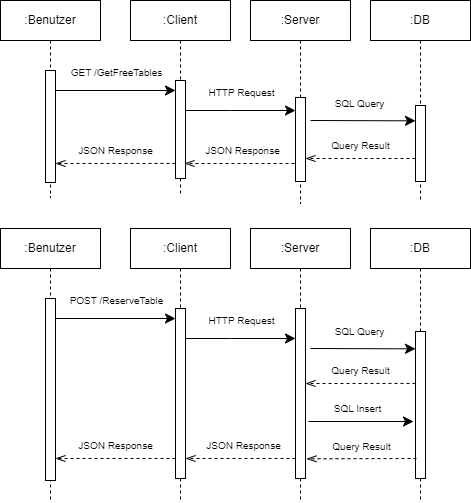 :Benutzer
:Client
:Server
:DB
GET /GetFreeTables
HTTP Request
SQL Query
JSON Response
JSON Response
Query Result
:Benutzer
:Client
:Server
:DB
POST /ReserveTable
HTTP Request
SQL Query
Query Result
SQL Insert
JSON Response
JSON Response
Query Result